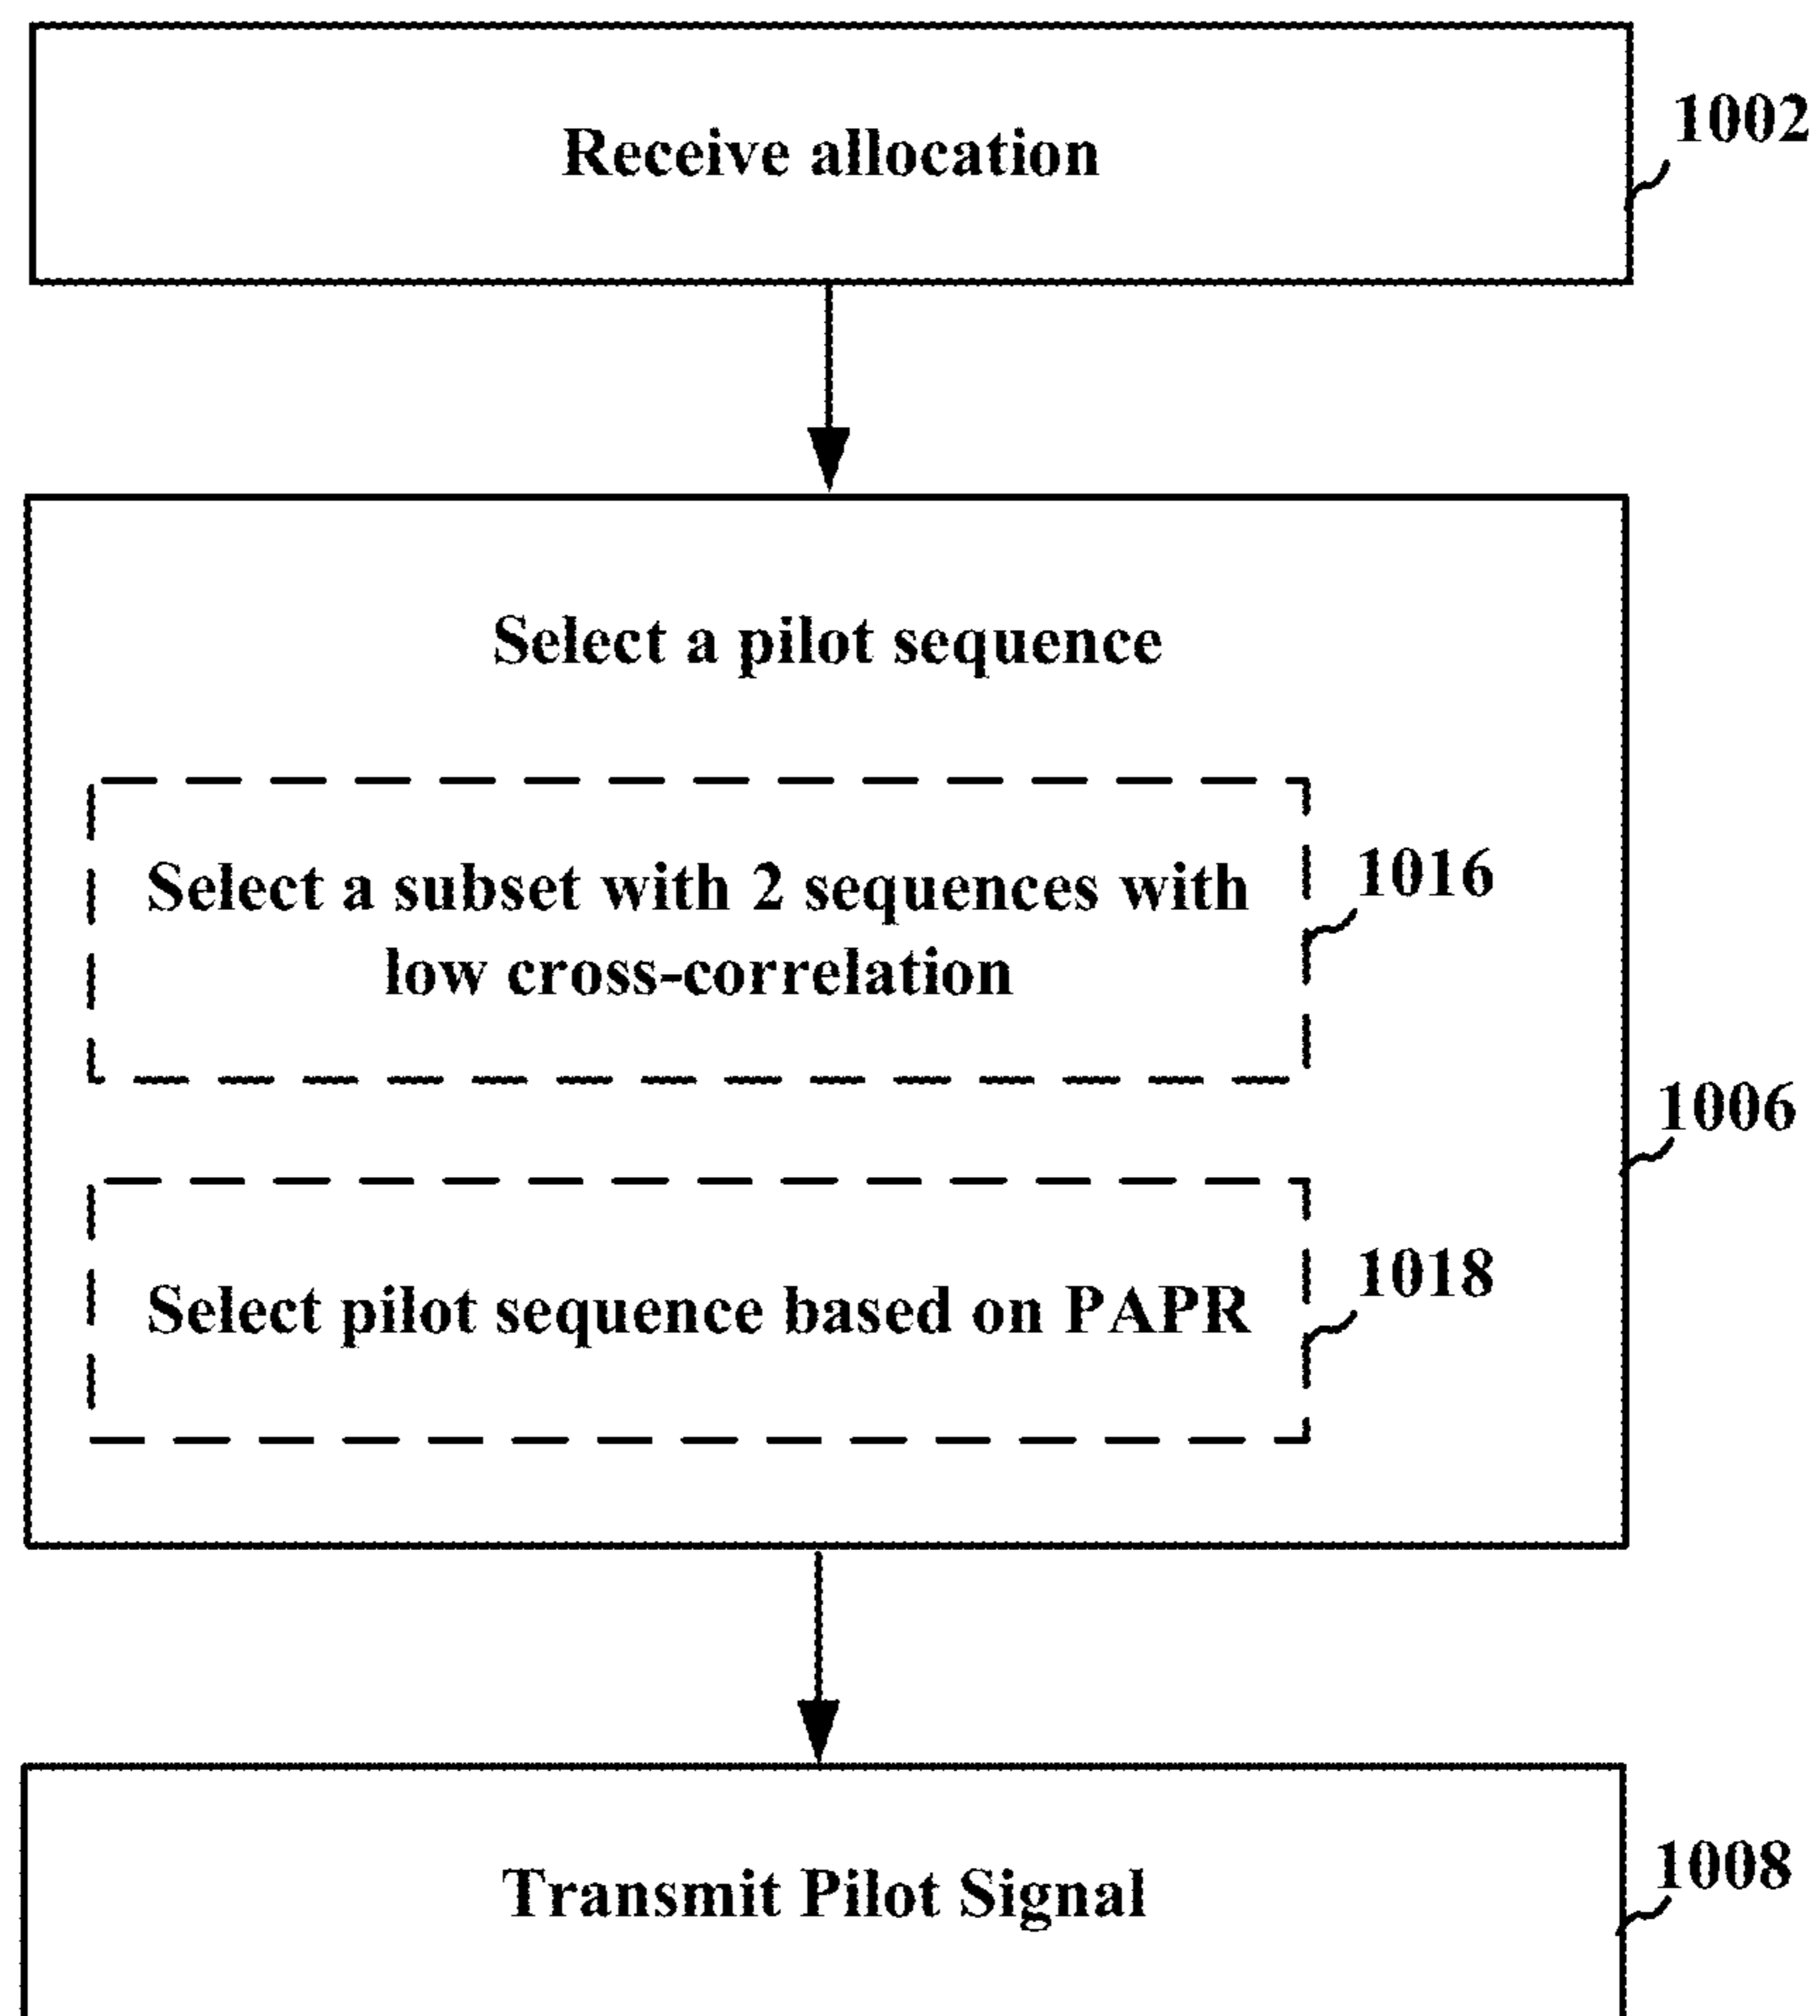 Receive allocation
1002
Select a pilot sequence
Select a subset with 2 sequences with
low cross-correlation
1016
1006
Select pilot sequence based on PAPR
1018
Transmit Pilot Signal
1008